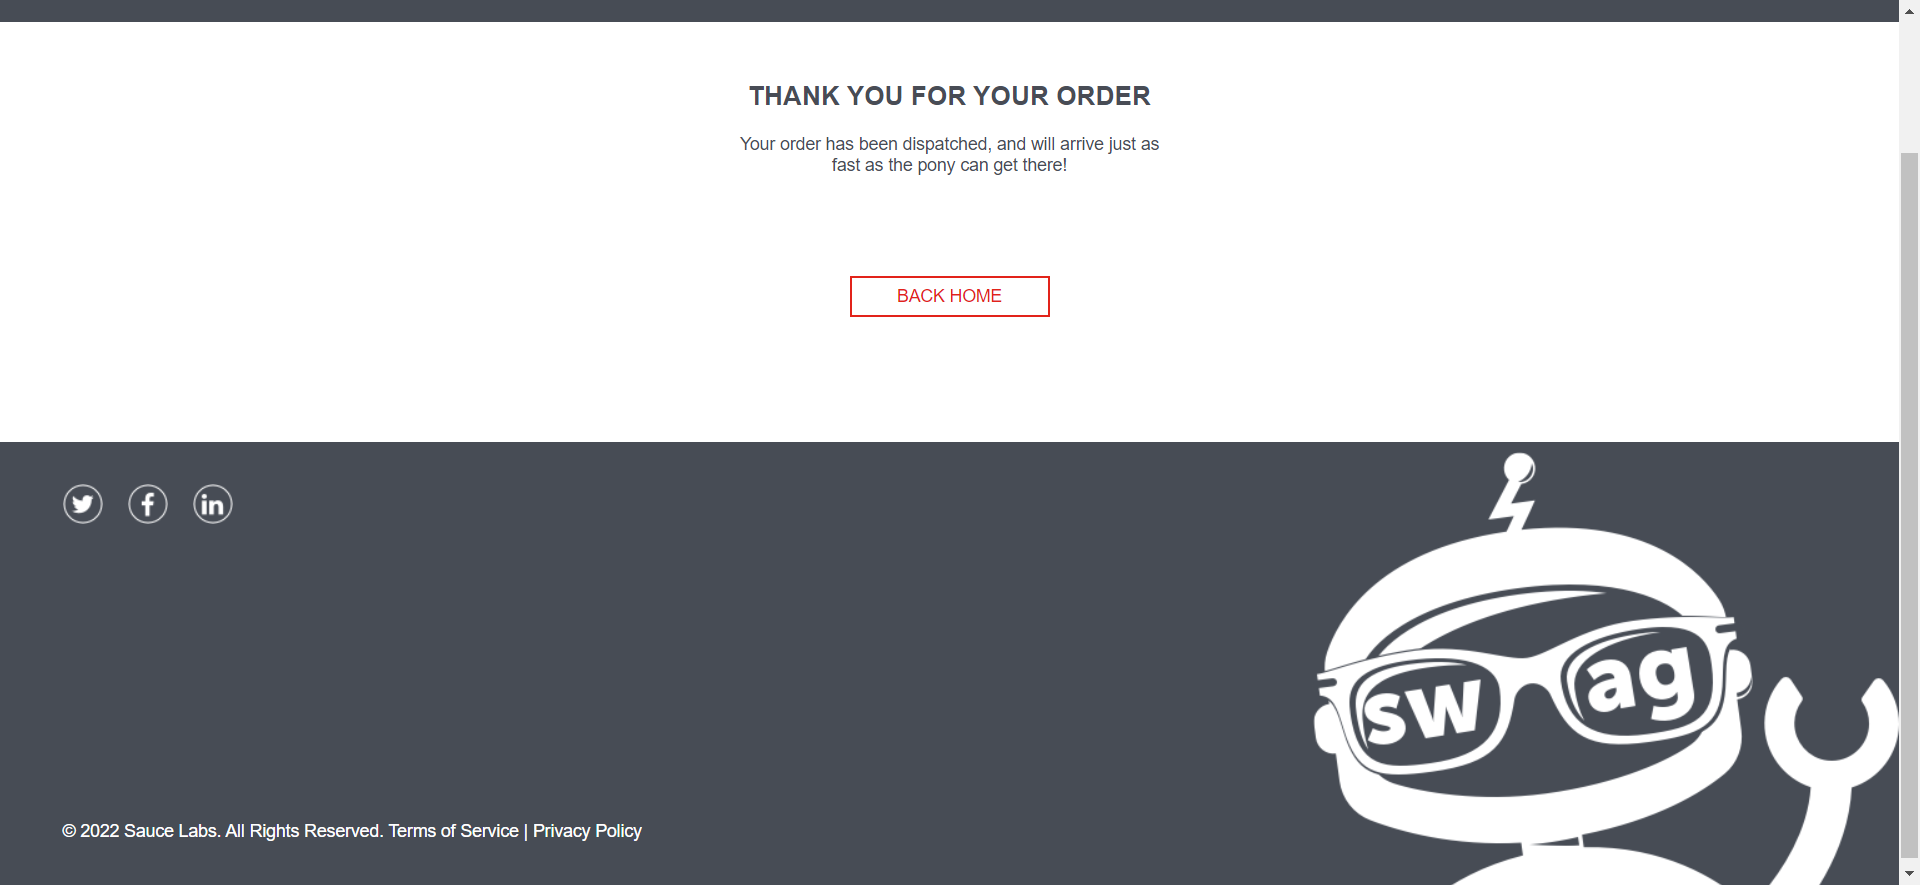 THANK YOU FOR YOUR ORDER
Your order has been dispatched, and will arrive just as
fast as the pony can get there!
BACK HOME
sw ag
© 2022 Sauce Labs. All Rights Reserved. Terms of Service | Privacy Policy